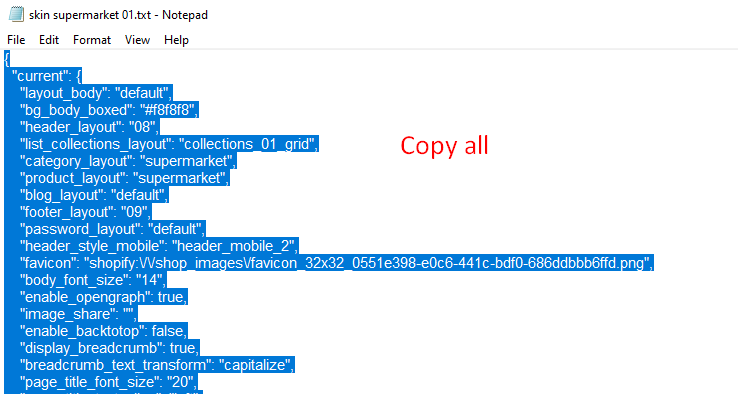 skin supermarket 01.txt - Notepad
File Edit Format View Help
{
"current": {
"layout_body": "default",
"bg_body_boxed": "#f8f8f8",
"header_layout": "08",
"list_collections_layout": "collections_01_grid",
"category_layout": "supermarket",
"product_layout": "supermarket",
"blog_layout": "default",
"footer_layout": "09",
"password_layout": "default",
"header_style_mobile": "header_mobile_2",
"favicon": "shopify:\/\/shop_images\/favicon_32x32_0551e398-e0c6-441c-bdf0-686ddbbb6ffd.png",
"body_font_size": "14",
"enable_opengraph": true,
"image_share": "",
"enable_backtotop": false,
"display_breadcrumb": true,
"breadcrumb_text_transform": "capitalize",
"page_title_font_size": "20",
Copy all